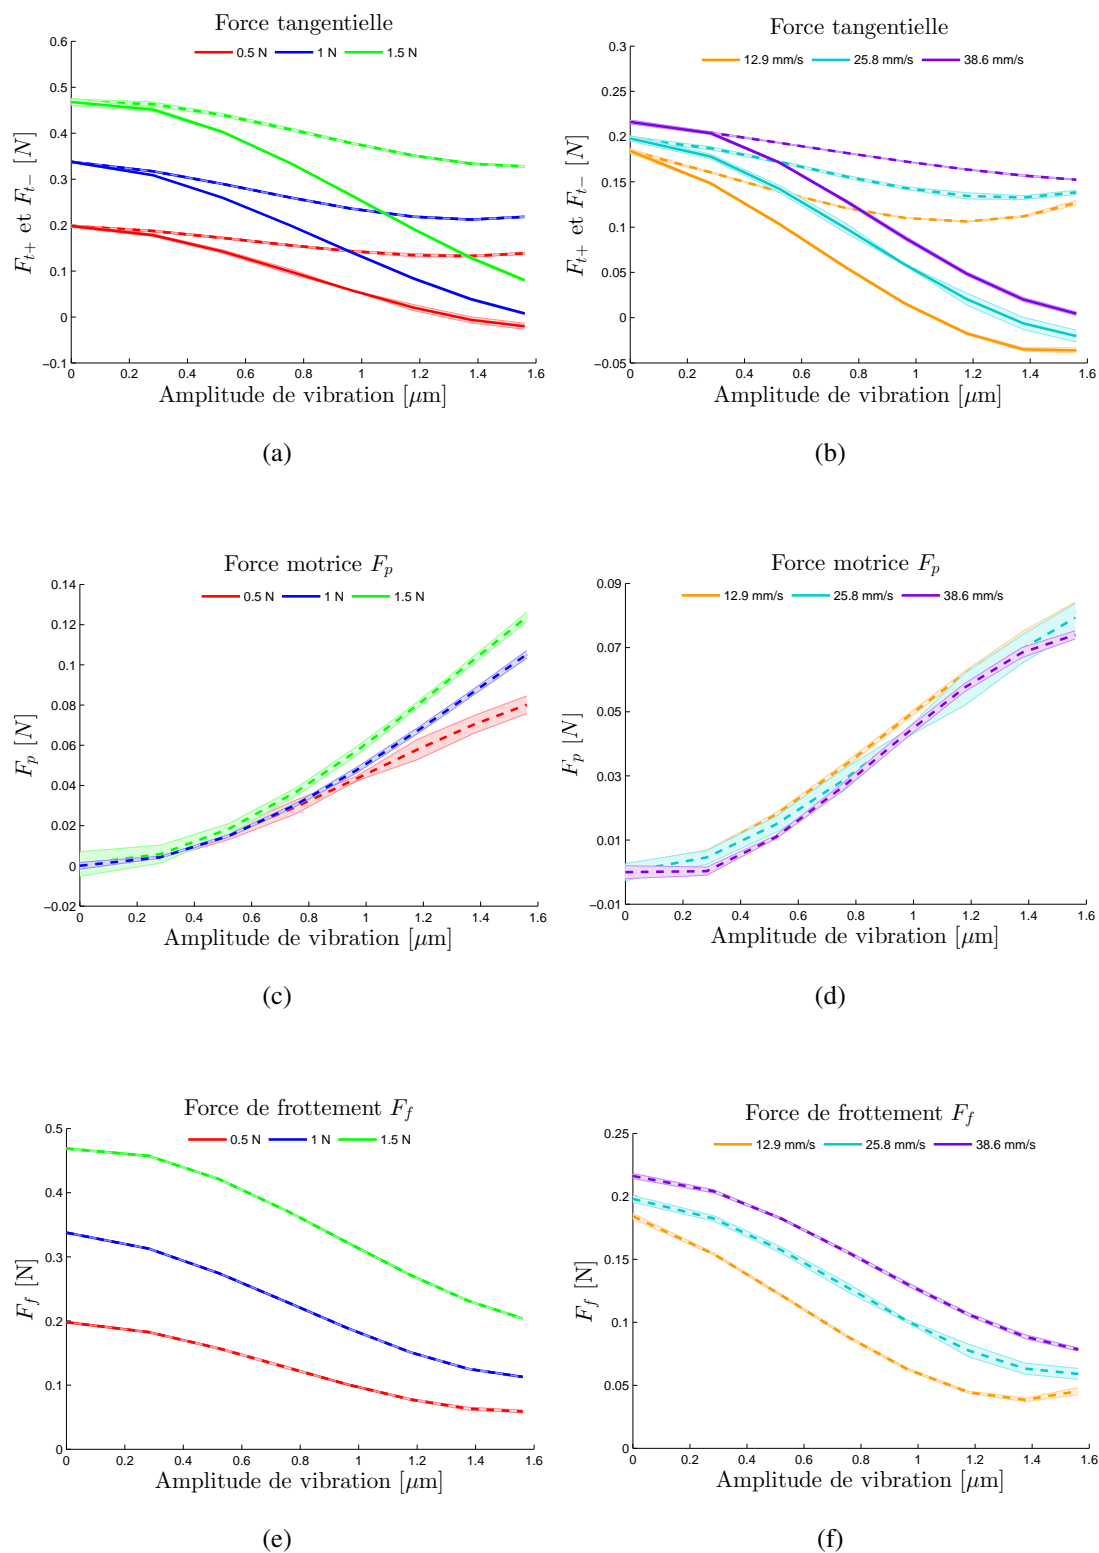 Force tangentielle
0.5 N 1 N 1.5 N
0.6
0.5
0.4
0.3
0.2
0.1
0
−0.1
F_{t+} et F_{t−} [N]
0 0.2 0.4 0.6 0.8 1 1.2 1.4 1.6
Amplitude de vibration [μm]
(a)
Force tangentielle
12.9 mm/s 25.8 mm/s 38.6 mm/s
0.3
0.25
0.2
0.15
0.1
0.05
0
−0.05
F_{t+} et F_{t−} [N]
0 0.2 0.4 0.6 0.8 1 1.2 1.4 1.6
Amplitude de vibration [μm]
(b)
Force motrice F_p
0.5 N 1 N 1.5 N
0.14
0.12
0.1
0.08
0.06
0.04
0.02
0
−0.02
F_p [N]
0 0.2 0.4 0.6 0.8 1 1.2 1.4 1.6
Amplitude de vibration [μm]
(c)
Force motrice F_p
12.9 mm/s 25.8 mm/s 38.6 mm/s
0.09
0.07
0.05
0.03
0.01
−0.01
F_p [N]
0 0.2 0.4 0.6 0.8 1 1.2 1.4 1.6
Amplitude de vibration [μm]
(d)
Force de frottement F_f
0.5 N 1 N 1.5 N
0.5
0.4
0.3
0.2
0.1
0
F_f [N]
0 0.2 0.4 0.6 0.8 1 1.2 1.4 1.6
Amplitude de vibration [μm]
(e)
Force de frottement F_f
12.9 mm/s 25.8 mm/s 38.6 mm/s
0.25
0.2
0.15
0.1
0.05
0
F_f [N]
0 0.2 0.4 0.6 0.8 1 1.2 1.4 1.6
Amplitude de vibration [μm]
(f)